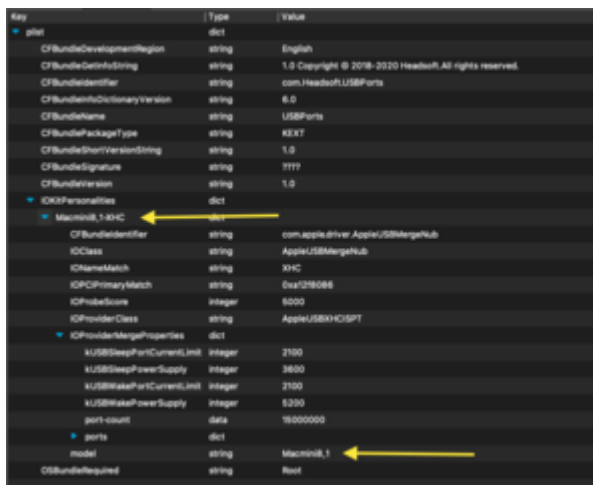 Key Type Value
plist dict
CFBundleDevelopmentRegion string English
CFBundleGetInfoString string 1.0 Copyright © 2018-2020 Headsoft. All rights reserved.
CFBundleIdentifier string com.Headsoft.USBPorts
CFBundleInfoDictionaryVersion string 6.0
CFBundleName string USBPorts
CFBundlePackageType string KEXT
CFBundleShortVersionString string 1.0
CFBundleSignature string ????
CFBundleVersion string 1.0
IOKitPersonalities dict
Macmini8,1-XHC dict
CFBundleIdentifier string com.apple.driver.AppleUSBMergeNub
IOClass string AppleUSBMergeNub
IONameMatch string XHC
IOPCIPrimaryMatch string 0xa12f8086
IOProbeScore integer 5000
IOProviderClass string AppleUSBXHCISPT
IOProviderMergeProperties dict
kUSBSleepPortCurrentLimit integer 2100
kUSBSleepPowerSupply integer 3600
kUSBWakePortCurrentLimit integer 2100
kUSBWakePowerSupply integer 5200
port-count data 15000000
ports dict
model string Macmini8,1
OSBundleRequired string Root